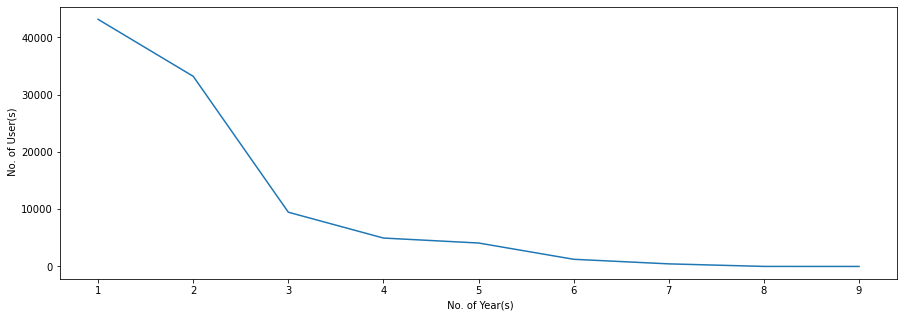 No. of User(s)
40000
30000
20000
10000
0
1 2 3 4 5 6 7 8 9
No. of Year(s)